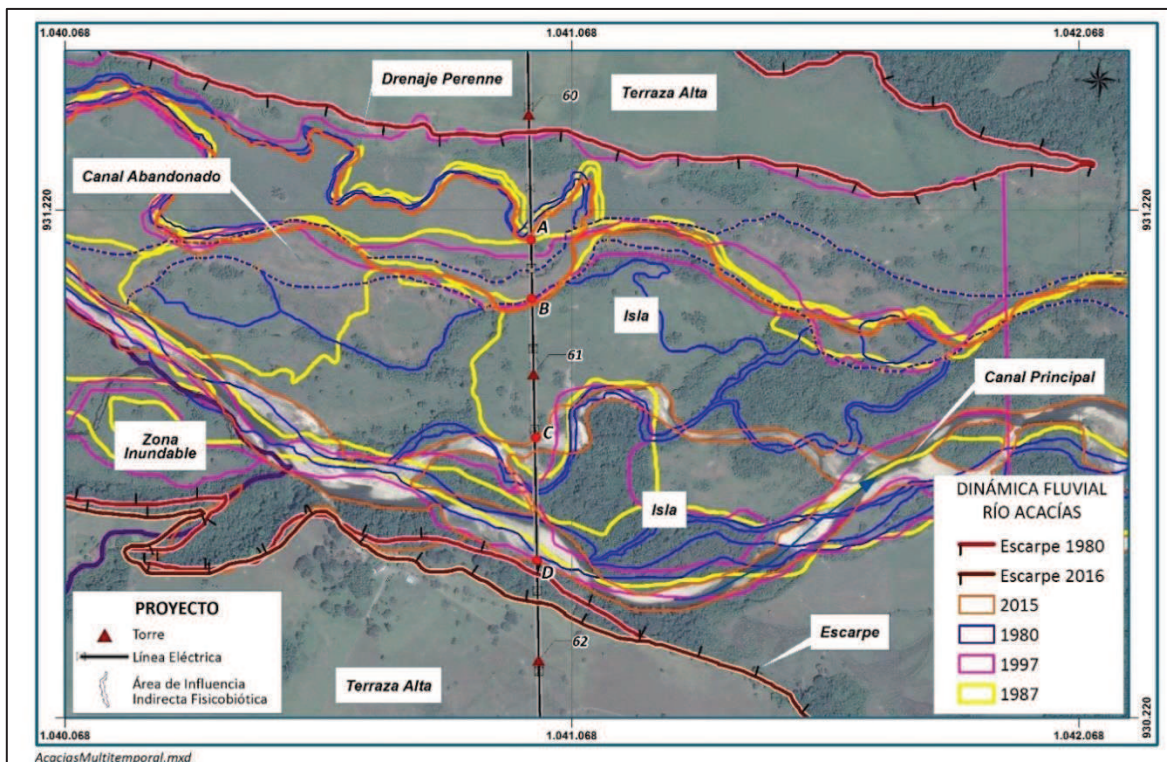 1.040.068
1.041.068
1.042.068
Drenaje Perenne
60
Terraza Alta
Canal Abandonado
931.220
931.220
A
B
Isla
61
Canal Principal
C
Zona
Inundable
Isla
D
DINÁMICA FLUVIAL
RÍO ACACÍAS
Escarpe 1980
Escarpe 2016
2015
1980
1997
1987
PROYECTO
Torre
Línea Eléctrica
Área de Influencia
Indirecta Fisicobiótica
62
Escarpe
Terraza Alta
930.220
1.040.068
1.041.068
1.042.068
AcaciasMultitemporal.mxd